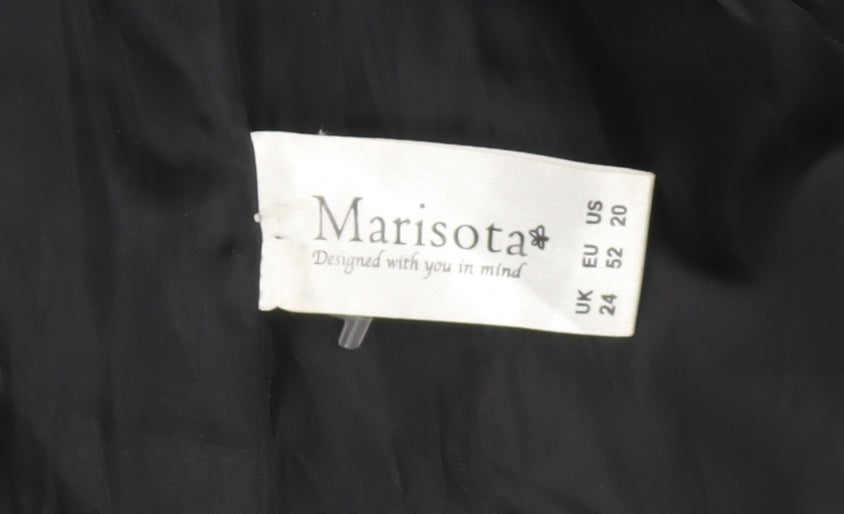 Marisota
Designed with you in mind
UK EU US
24 52 20